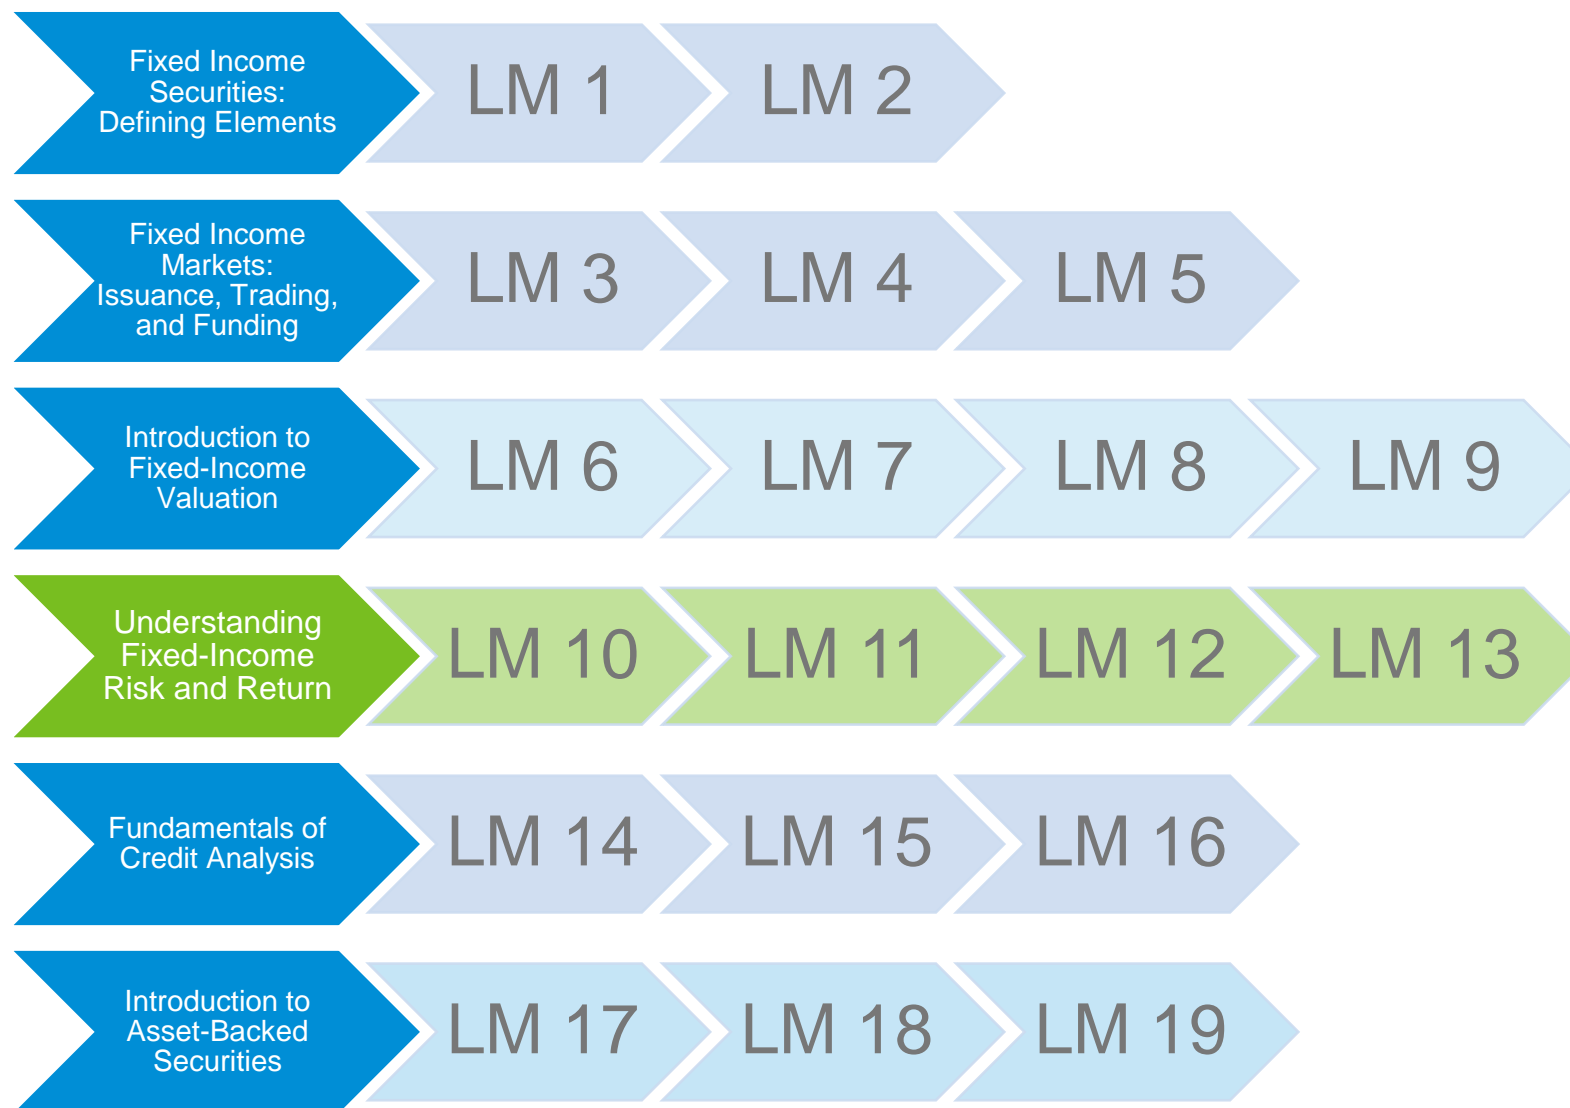 Fixed Income
Securities:
Defining Elements
LM 1
LM 2
Fixed Income
Markets:
Issuance, Trading,
and Funding
LM 3
LM 4
LM 5
Introduction to
Fixed-Income
Valuation
LM 6
LM 7
LM 8
LM 9
Understanding
Fixed-Income
Risk and Return
LM 10
LM 11
LM 12
LM 13
Fundamentals of
Credit Analysis
LM 14
LM 15
LM 16
Introduction to
Asset-Backed
Securities
LM 17
LM 18
LM 19